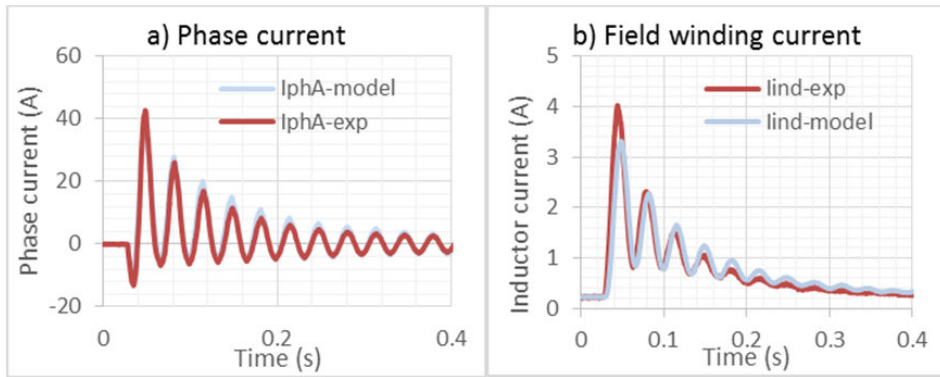 a) Phase current
60
40
20
0
-20
Phase current (A)
IphA-model
IphA-exp
0
0.2
0.4
Time (s)
b) Field winding current
5
4
3
2
1
0
Inductor current (A)
Iind-exp
Iind-model
0
0.1
0.2
0.3
0.4
Time (s)